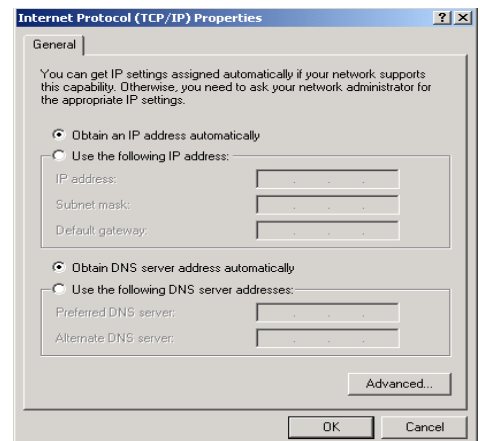 Internet Protocol (TCP/IP) Properties
General
You can get IP settings assigned automatically if your network supports
this capability. Otherwise, you need to ask your network administrator for
the appropriate IP settings.
Obtain an IP address automatically
Use the following IP address:
IP address:
Subnet mask:
Default gateway:
Obtain DNS server address automatically
Use the following DNS server addresses:
Preferred DNS server:
Alternate DNS server:
Advanced...
OK Cancel